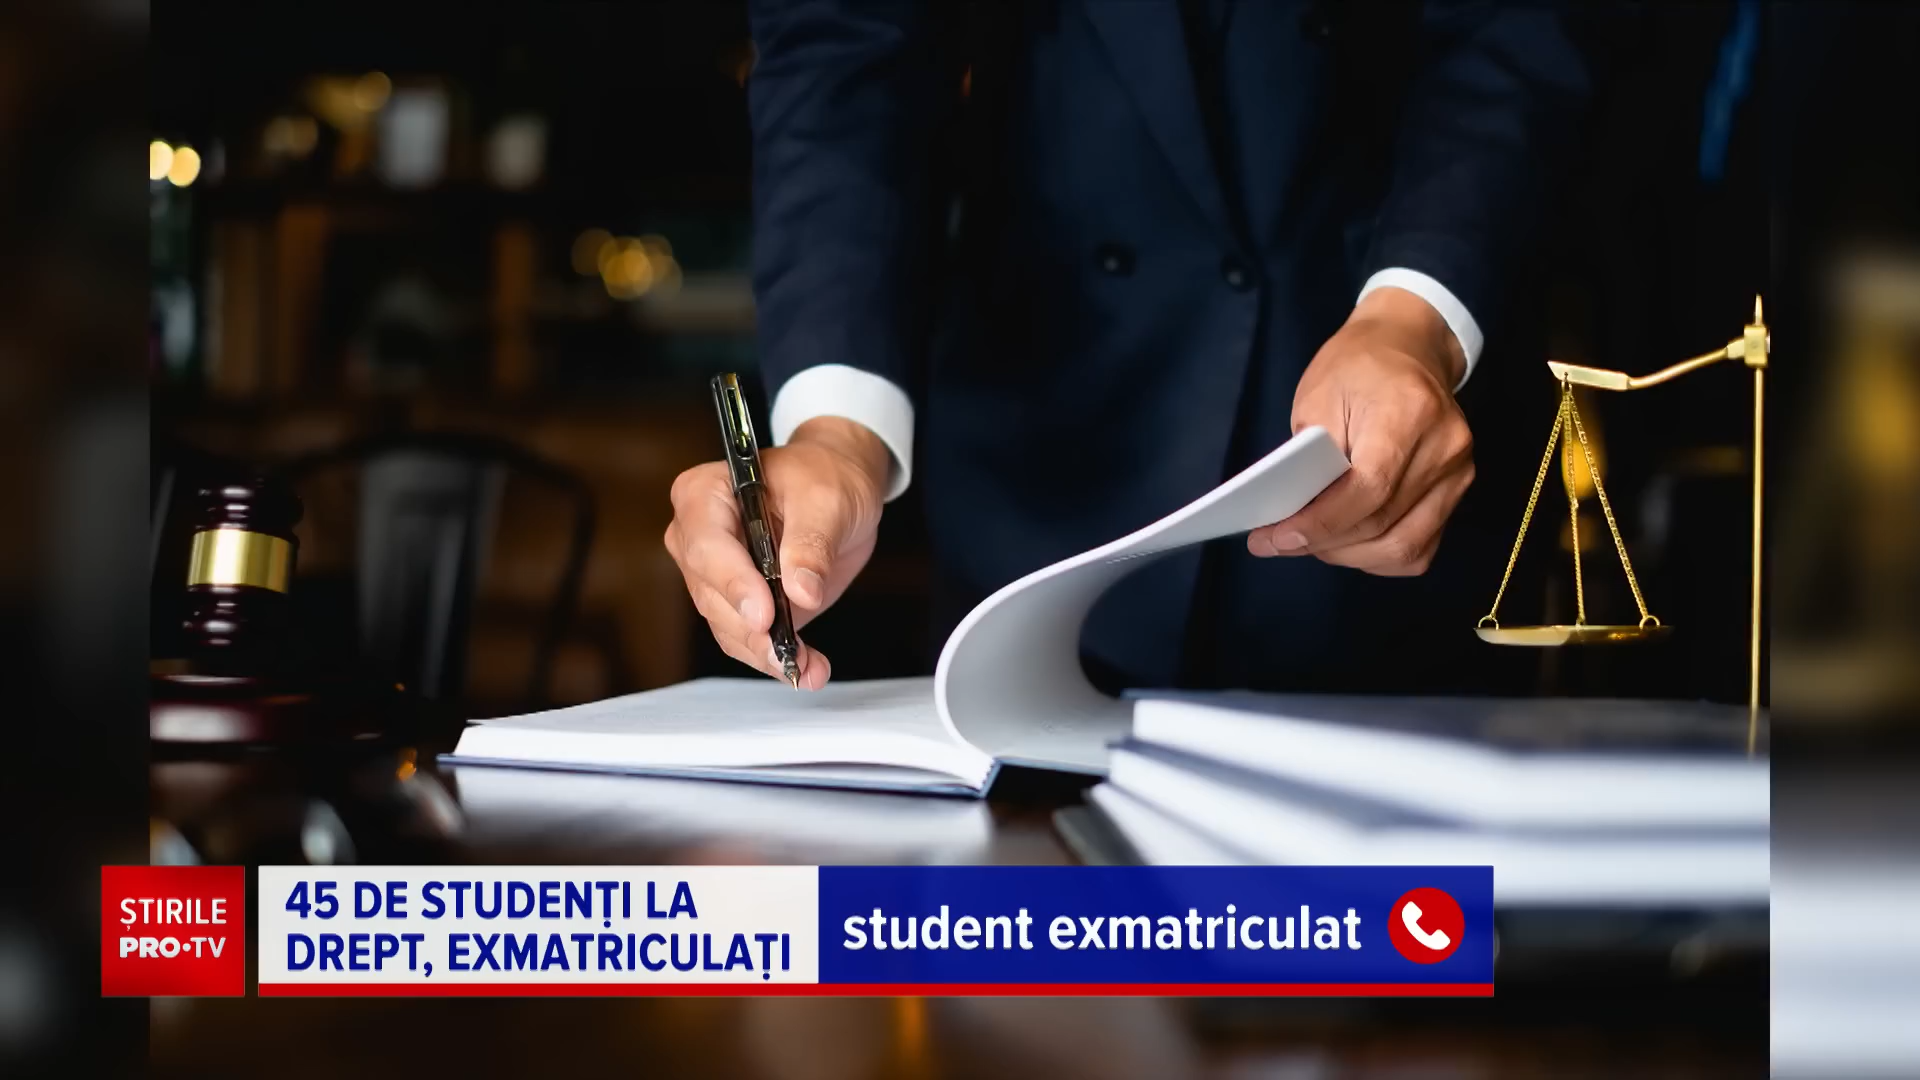 ȘTIRILE
PRO•TV
45 DE STUDENȚI LA
DREPT, EXMATRICULAȚI
student exmatriculat